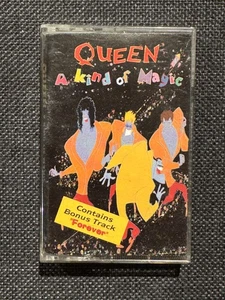 QUEEN
A kind of Magic
Contains
Bonus Track
"Forever"